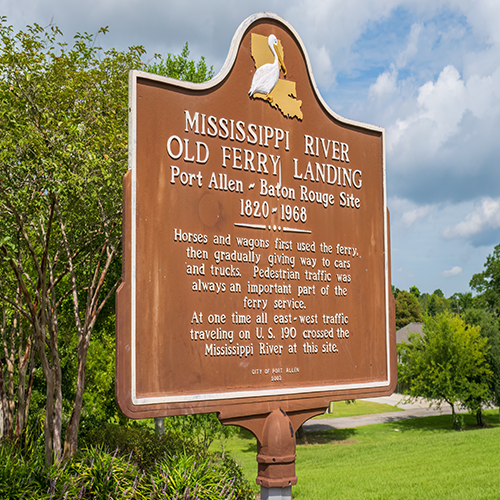 MISSISSIPPI RIVER
OLD FERRY LANDING
Port Allen - Baton Rouge Site
1820 - 1968
Horses and wagons first used the ferry,
then gradually giving way to cars
and trucks. Pedestrian traffic was
always an important part of the
ferry service.
At one time all east-west traffic
traveling on U.S. 190 crossed the
Mississippi River at this site.
CITY OF PORT ALLEN